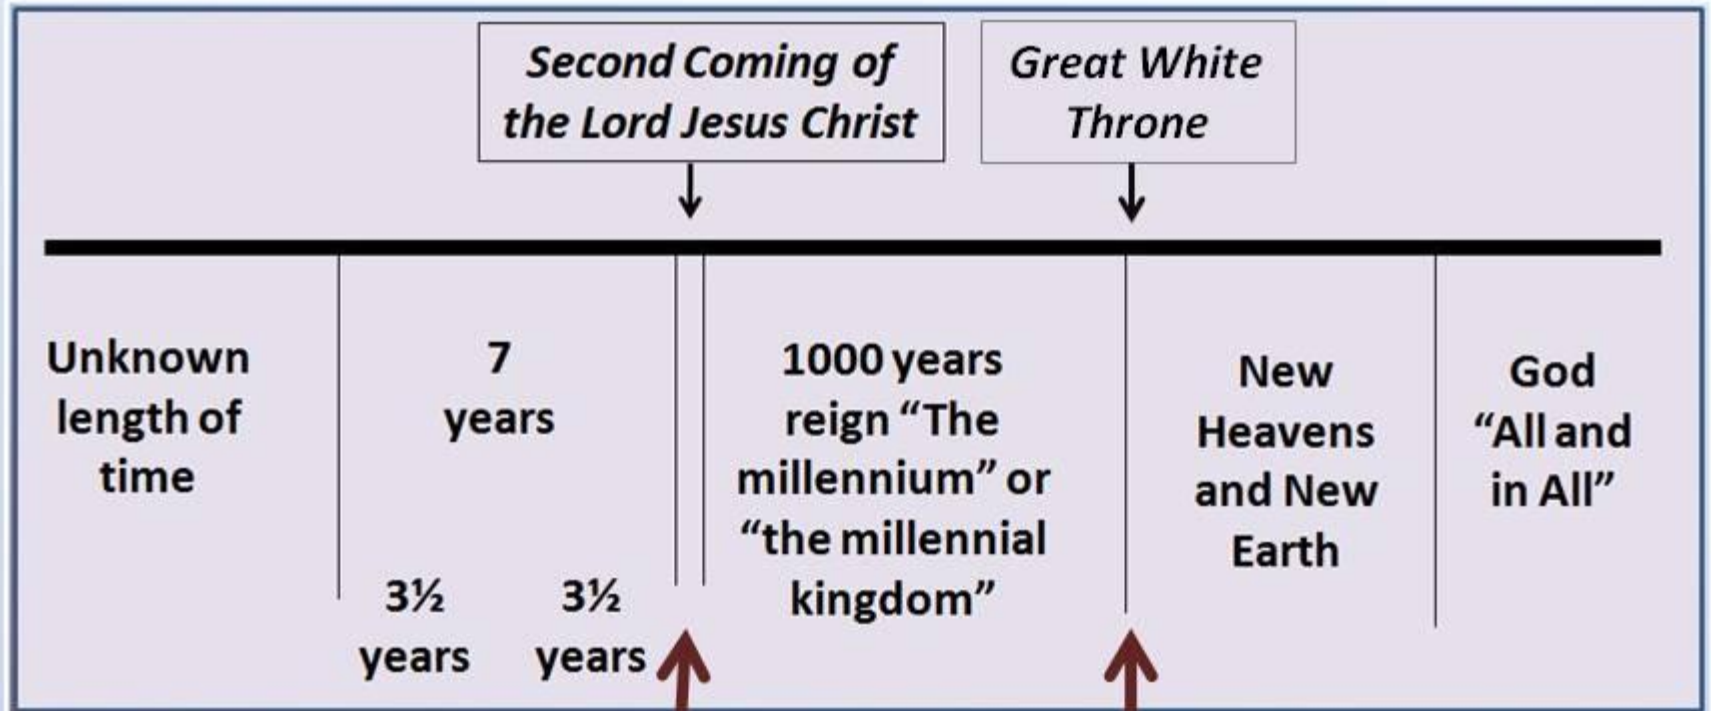 Second Coming of
the Lord Jesus Christ
Great White
Throne
Unknown
length of
time
7
years
3½
years
3½
years
1000 years
reign “The
millennium” or
“the millennial
kingdom”
New
Heavens
and New
Earth
God
“All and
in All”